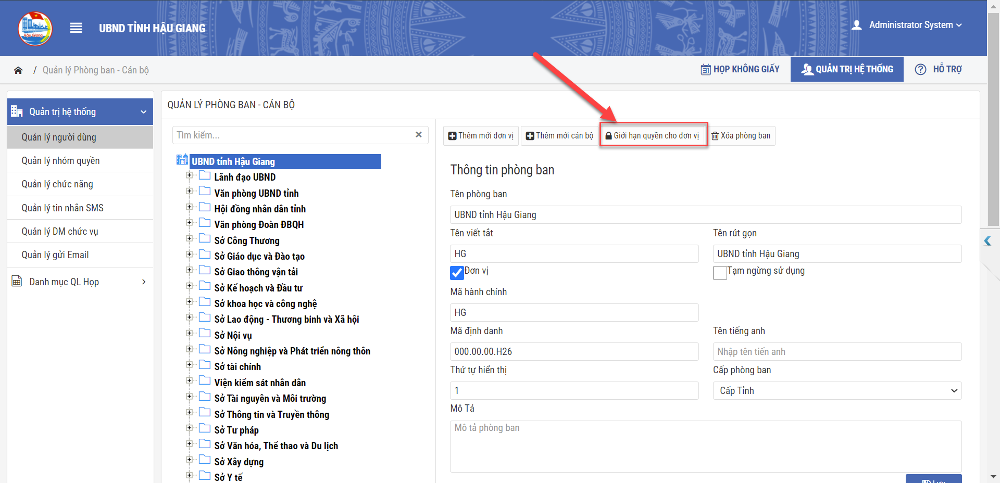 Hậu Giang
UBND TỈNH HẬU GIANG
Administrator System
/ Quản lý Phòng ban - Cán bộ
31 HỌP KHÔNG GIẤY
QUẢN TRỊ HỆ THỐNG
? HỖ TRỢ
Quản trị hệ thống
Quản lý người dùng
Quản lý nhóm quyền
Quản lý chức năng
Quản lý tin nhắn SMS
Quản lý DM chức vụ
Quản lý gửi Email
Danh mục QL Họp
QUẢN LÝ PHÒNG BAN - CÁN BỘ
Tìm kiếm...
UBND tỉnh Hậu Giang
Lãnh đạo UBND
Văn phòng UBND tỉnh
Hội đồng nhân dân tỉnh
Văn phòng Đoàn ĐBQH
Sở Công Thương
Sở Giáo dục và Đào tạo
Sở Giao thông vận tải
Sở Kế hoạch và Đầu tư
Sở khoa học và công nghệ
Sở Lao động - Thương binh và Xã hội
Sở Nội vụ
Sở Nông nghiệp và Phát triển nông thôn
Sở tài chính
Viện kiểm sát nhân dân
Sở Tài nguyên và Môi trường
Sở Thông tin và Truyền thông
Sở Tư pháp
Sở Văn hóa, Thể thao và Du lịch
Sở Xây dựng
Sở Y tế
Thêm mới đơn vị
Thêm mới cán bộ
Giới hạn quyền cho đơn vị
Xóa phòng ban
Thông tin phòng ban
Tên phòng ban
UBND tỉnh Hậu Giang
Tên viết tắt
Tên rút gọn
HG
UBND tỉnh Hậu Giang
Đơn vị
Tạm ngừng sử dụng
Mã hành chính
HG
Mã định danh
Tên tiếng anh
000.00.00.H26
Nhập tên tiến anh
Thứ tự hiển thị
Cấp phòng ban
1
Cấp Tỉnh
Mô Tả
Mô tả phòng ban
Lưu